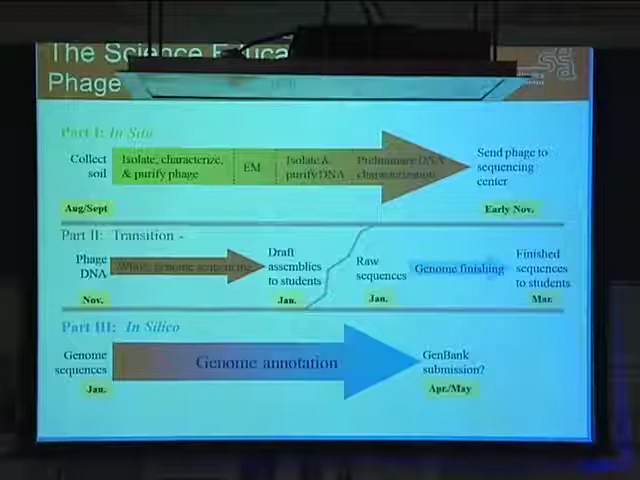 The Science Educa
Phage
Part I: In Situ
Collect
soil
Isolate, characterize,
& purify phage
EM
Isolate &
purify DNA
Preliminary DNA
characterization
Send phage to
sequencing
center
Aug/Sept
Early Nov.
Part II: Transition -
Phage
DNA
Whole genome sequencing
Draft
assemblies
to students
Raw
sequences
Genome finishing
Finished
sequences
to students
Nov.
Jan.
Jan.
Mar.
Part III: In Silico
Genome
sequences
Genome annotation
GenBank
submission?
Jan.
Apr./May